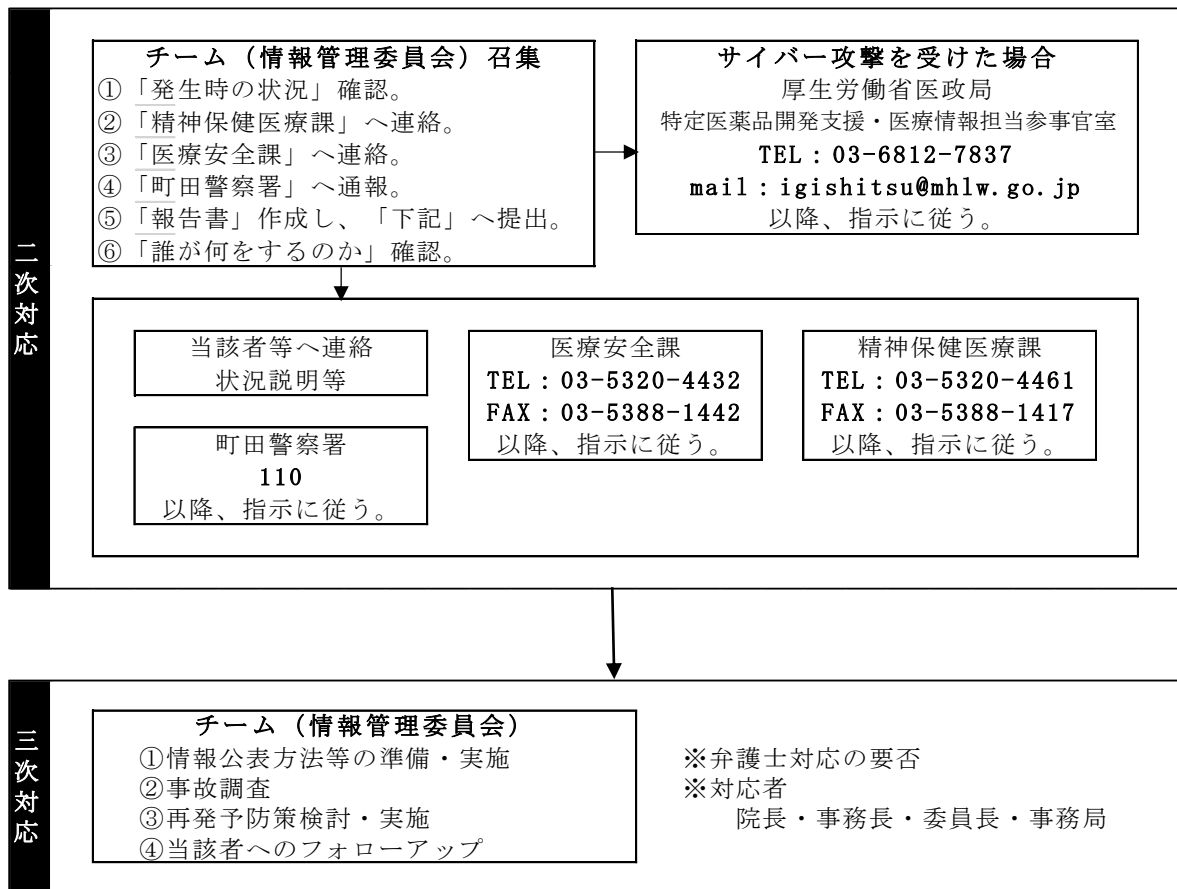 二次対応
チーム（情報管理委員会）召集
①「発生時の状況」確認。
②「精神保健医療課」へ連絡。
③「医療安全課」へ連絡。
④「町田警察署」へ通報。
⑤「報告書」作成し、「下記」へ提出。
⑥「誰が何をするのか」確認。
サイバー攻撃を受けた場合
厚生労働省医政局
特定医薬品開発支援・医療情報担当参事官室
TEL：03-6812-7837
mail：igishitsu@mhlw.go.jp
以降、指示に従う。
当該者等へ連絡
状況説明等
町田警察署
110
以降、指示に従う。
医療安全課
TEL：03-5320-4432
FAX：03-5388-1442
以降、指示に従う。
精神保健医療課
TEL：03-5320-4461
FAX：03-5388-1417
以降、指示に従う。
三次対応
チーム（情報管理委員会）
①情報公表方法等の準備・実施
②事故調査
③再発予防策検討・実施
④当該者へのフォローアップ
※弁護士対応の要否
※対応者
院長・事務長・委員長・事務局